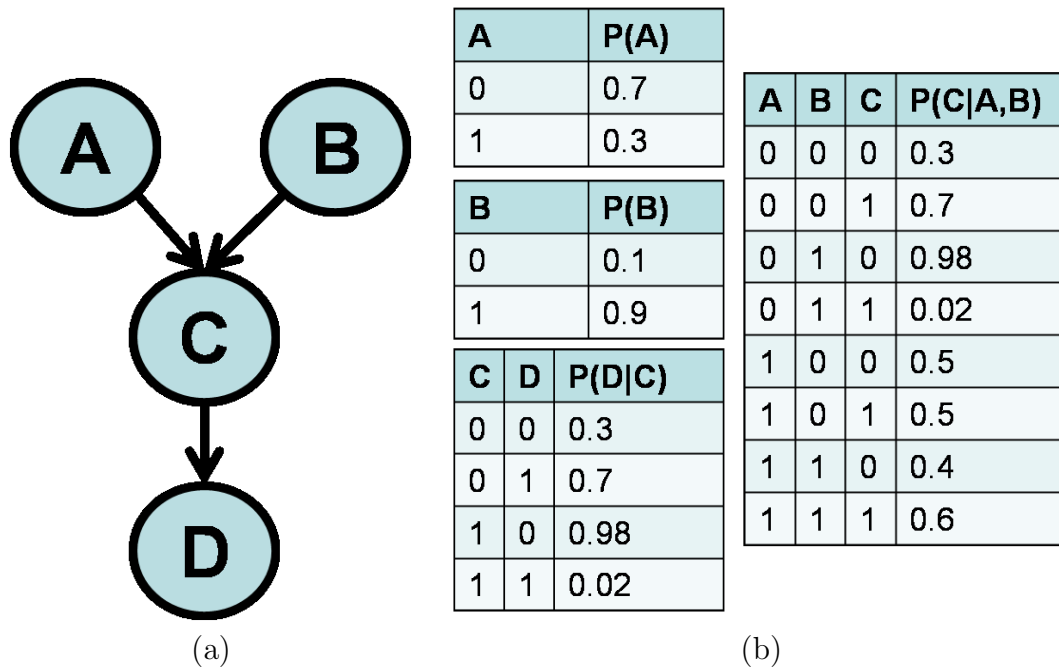 A
B
C
D
(a)
A P(A)
0 0.7
1 0.3
B P(B)
0 0.1
1 0.9
C D P(D|C)
0 0 0.3
0 1 0.7
1 0 0.98
1 1 0.02
A B C P(C|A,B)
0 0 0 0.3
0 0 1 0.7
0 1 0 0.98
0 1 1 0.02
1 0 0 0.5
1 0 1 0.5
1 1 0 0.4
1 1 1 0.6
(b)